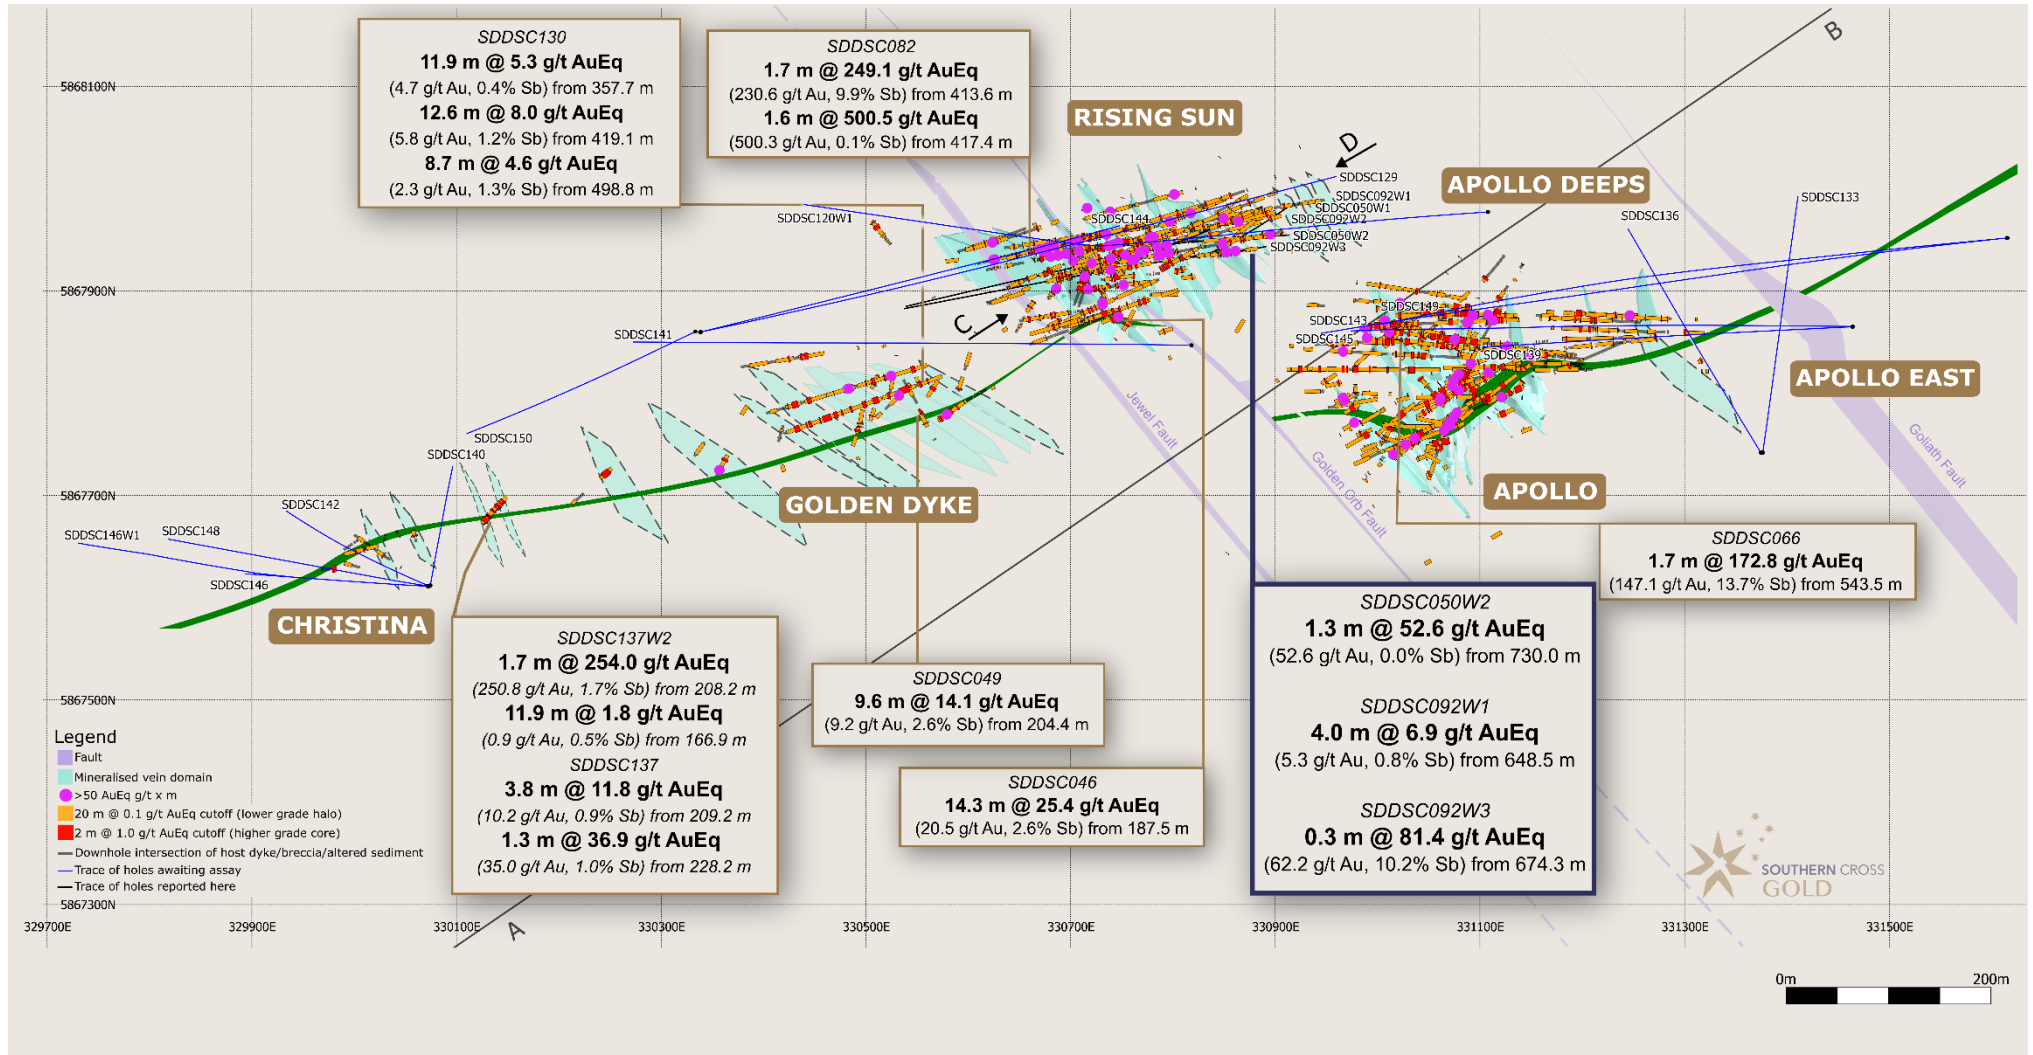 SDDSC130
11.9 m @ 5.3 g/t AuEq
(4.7 g/t Au, 0.4% Sb) from 357.7 m
12.6 m @ 8.0 g/t AuEq
(5.8 g/t Au, 1.2% Sb) from 419.1 m
8.7 m @ 4.6 g/t AuEq
(2.3 g/t Au, 1.3% Sb) from 498.8 m
SDDSC082
1.7 m @ 249.1 g/t AuEq
(230.6 g/t Au, 9.9% Sb) from 413.6 m
1.6 m @ 500.5 g/t AuEq
(500.3 g/t Au, 0.1% Sb) from 417.4 m
B
5868100N
RISING SUN
D
APOLLO DEEPS
SDDSC129
SDDSC092W1
SDDSC050W1
SDDSC092W2
SDDSC050W2
SDDSC092W3
SDDSC133
SDDSC136
SDDSC120W1
SDDSC144
5867900N
C
SDDSC141
SDDSC149
SDDSC143
SDDSC145
SDDSC139
APOLLO EAST
Jewel Fault
Golden Orb Fault
Goliath Fault
SDDSC150
SDDSC140
5867700N
GOLDEN DYKE
APOLLO
SDDSC142
SDDSC148
SDDSC146W1
SDDSC146
CHRISTINA
SDDSC066
1.7 m @ 172.8 g/t AuEq
(147.1 g/t Au, 13.7% Sb) from 543.5 m
SDDSC137W2
1.7 m @ 254.0 g/t AuEq
(250.8 g/t Au, 1.7% Sb) from 208.2 m
11.9 m @ 1.8 g/t AuEq
(0.9 g/t Au, 0.5% Sb) from 166.9 m
SDDSC137
3.8 m @ 11.8 g/t AuEq
(10.2 g/t Au, 0.9% Sb) from 209.2 m
1.3 m @ 36.9 g/t AuEq
(35.0 g/t Au, 1.0% Sb) from 228.2 m
SDDSC049
9.6 m @ 14.1 g/t AuEq
(9.2 g/t Au, 2.6% Sb) from 204.4 m
SDDSC046
14.3 m @ 25.4 g/t AuEq
(20.5 g/t Au, 2.6% Sb) from 187.5 m
SDDSC050W2
1.3 m @ 52.6 g/t AuEq
(52.6 g/t Au, 0.0% Sb) from 730.0 m
SDDSC092W1
4.0 m @ 6.9 g/t AuEq
(5.3 g/t Au, 0.8% Sb) from 648.5 m
SDDSC092W3
0.3 m @ 81.4 g/t AuEq
(62.2 g/t Au, 10.2% Sb) from 674.3 m
5867500N
Legend
Fault
Mineralised vein domain
>50 AuEq g/t x m
20 m @ 0.1 g/t AuEq cutoff (lower grade halo)
2 m @ 1.0 g/t AuEq cutoff (higher grade core)
Downhole intersection of host dyke/breccia/altered sediment
Trace of holes awaiting assay
Trace of holes reported here
SOUTHERN CROSS
GOLD
5867300N
A
329700E 329900E 330100E 330300E 330500E 330700E 330900E 331100E 331300E 331500E
0m 200m